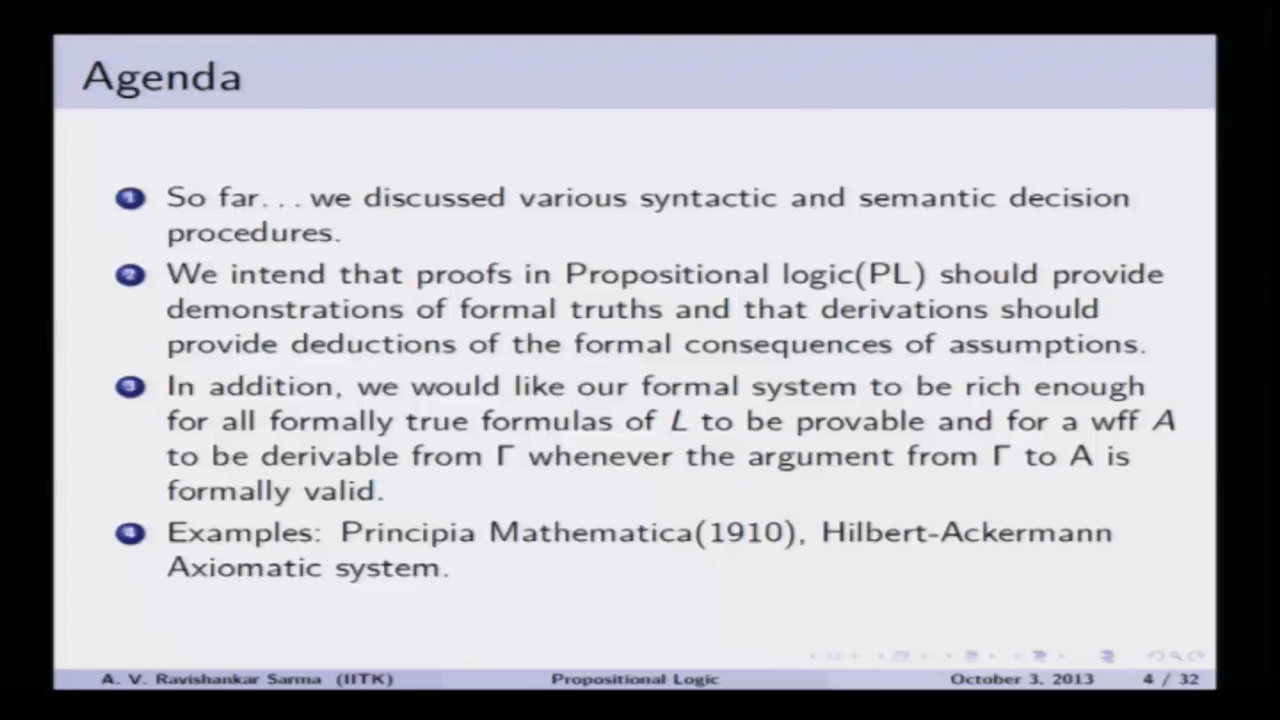 Agenda
1 So far... we discussed various syntactic and semantic decision
procedures.
2 We intend that proofs in Propositional logic(PL) should provide
demonstrations of formal truths and that derivations should
provide deductions of the formal consequences of assumptions.
3 In addition, we would like our formal system to be rich enough
for all formally true formulas of L to be provable and for a wff A
to be derivable from Γ whenever the argument from Γ to A is
formally valid.
4 Examples: Principia Mathematica(1910), Hilbert-Ackermann
Axiomatic system.
A. V. Ravishankar Sarma (IITK) Propositional Logic October 3, 2013 4 / 32